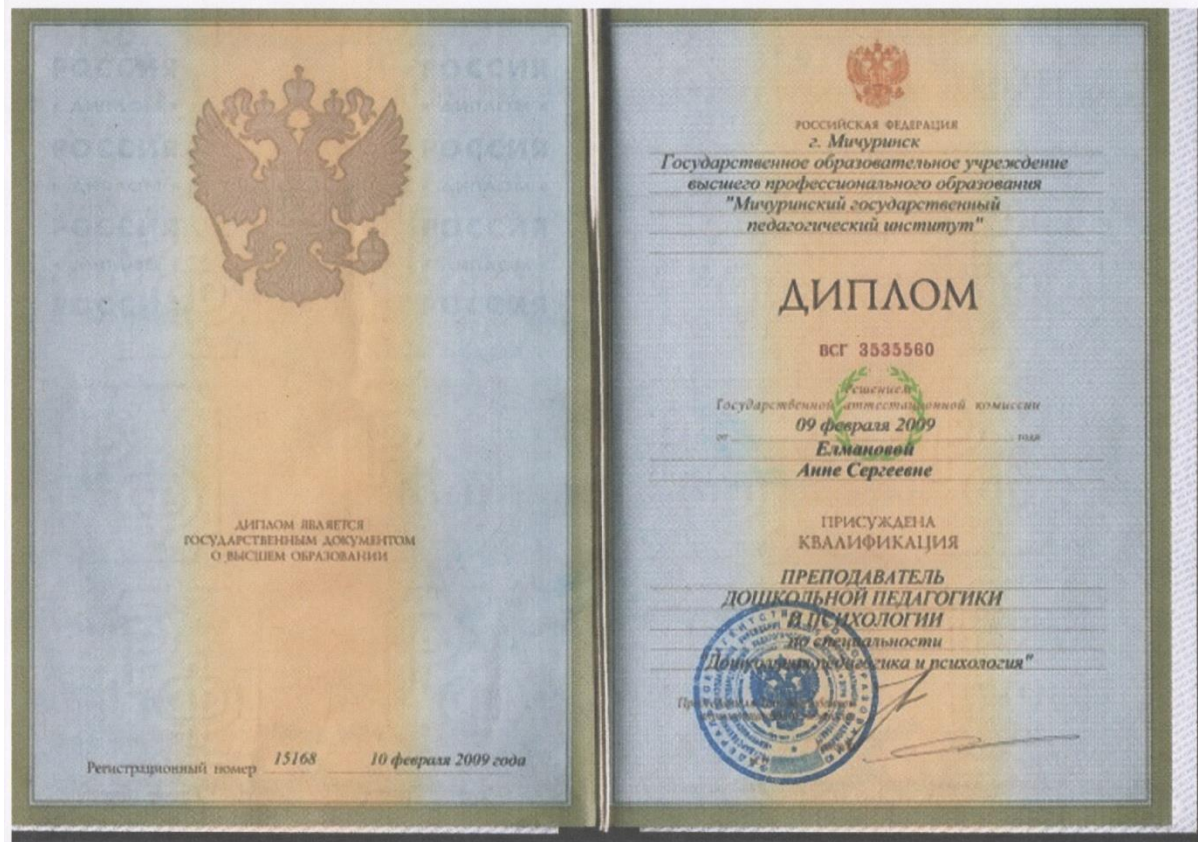 ДИПЛОМ ЯВЛЯЕТСЯ
ГОСУДАРСТВЕННЫМ ДОКУМЕНТОМ
О ВЫСШЕМ ОБРАЗОВАНИИ
Регистрационный номер 15168 10 февраля 2009 года
РОССИЙСКАЯ ФЕДЕРАЦИЯ
г. Мичуринск
Государственное образовательное учреждение
высшего профессионального образования
"Мичуринский государственный
педагогический институт"
ДИПЛОМ
ВСГ 3535560
Решением
Государственной аттестационной комиссии
от 09 февраля 2009 года
Елмановой
Анне Сергеевне
ПРИСУЖДЕНА
КВАЛИФИКАЦИЯ
ПРЕПОДАВАТЕЛЬ
ДОШКОЛЬНОЙ ПЕДАГОГИКИ
И ПСИХОЛОГИИ
по специальности
"Дошкольная педагогика и психология"